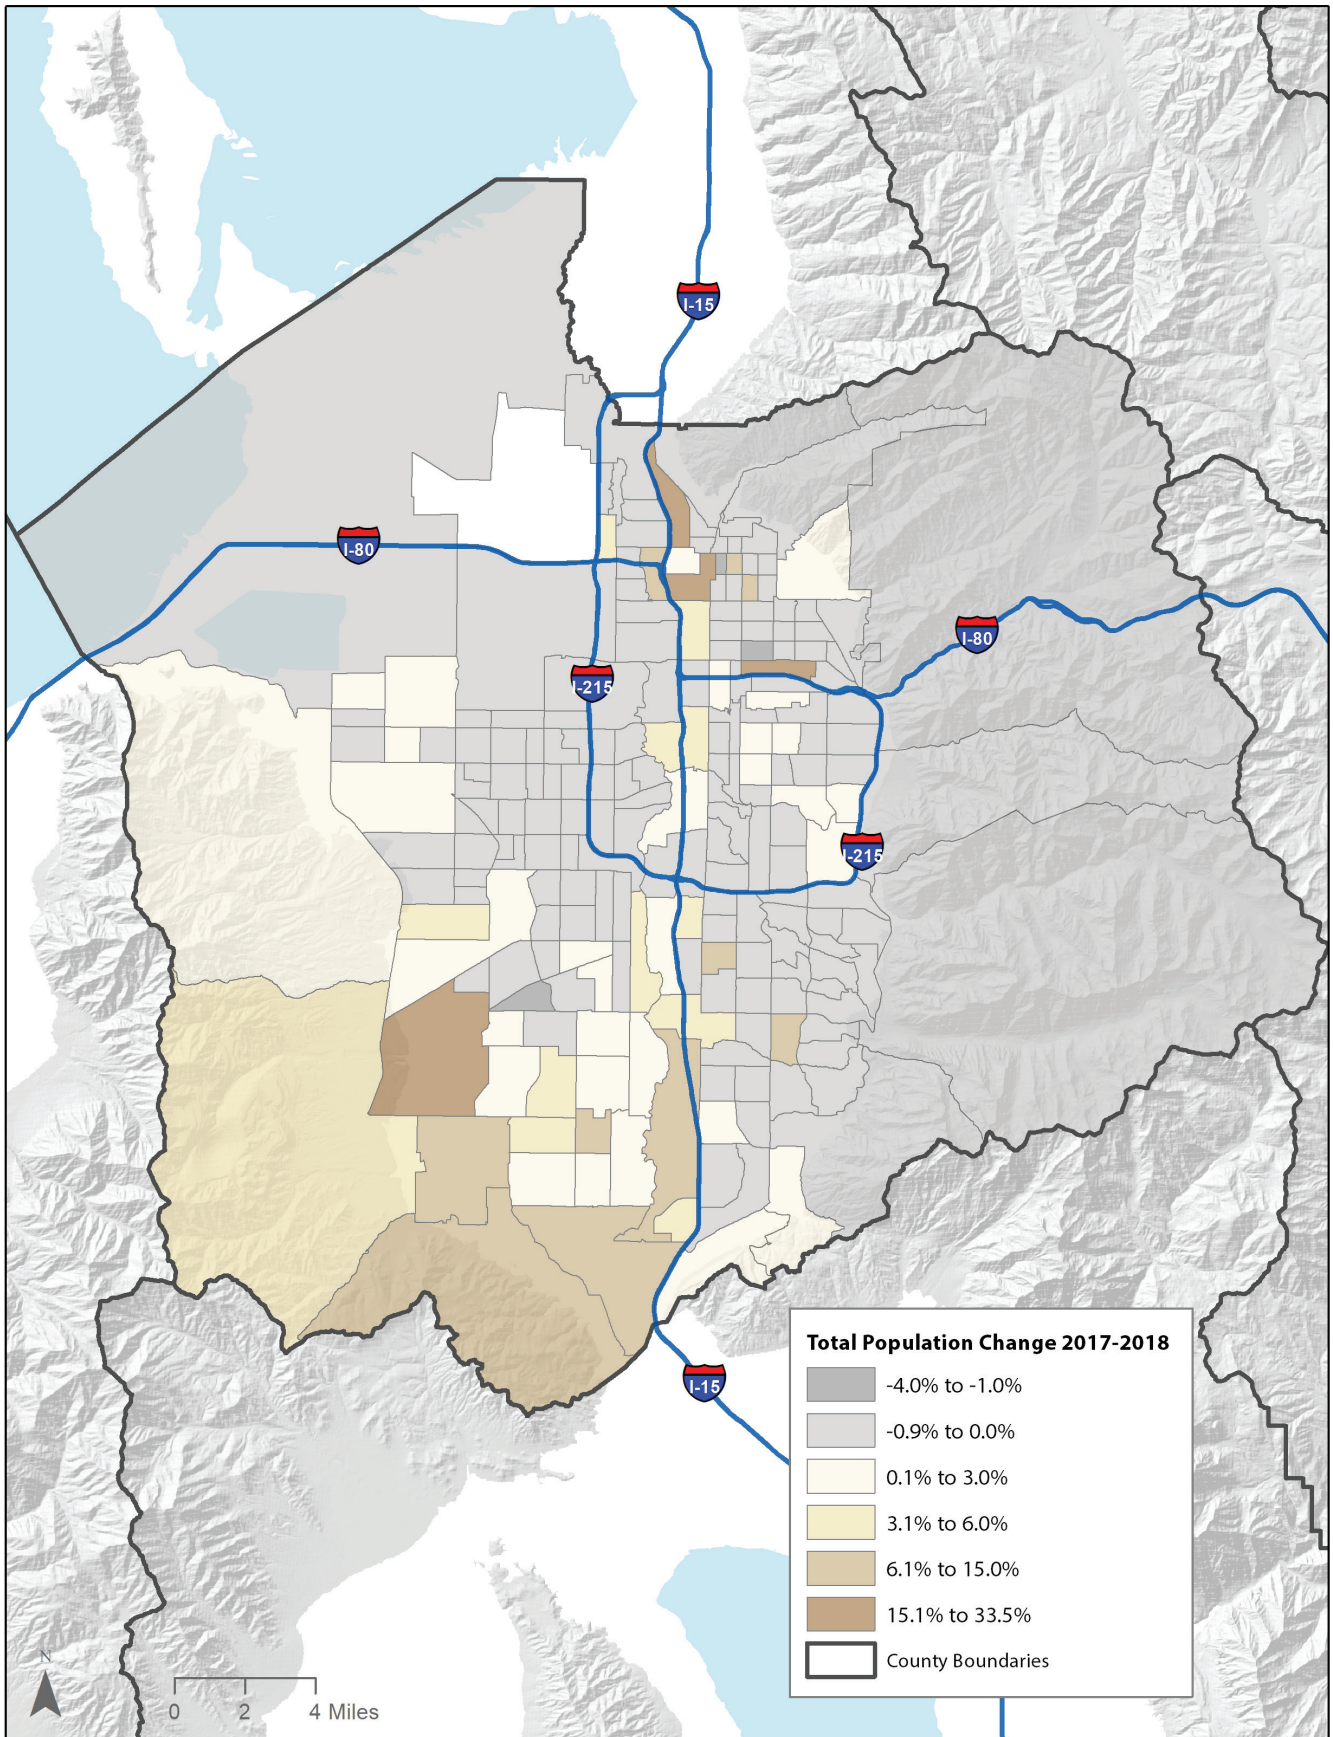 I-15
I-80
I-80
I-215
I-215
I-15
Total Population Change 2017-2018
-4.0% to -1.0%
-0.9% to 0.0%
0.1% to 3.0%
3.1% to 6.0%
6.1% to 15.0%
15.1% to 33.5%
County Boundaries
N
0 2 4 Miles